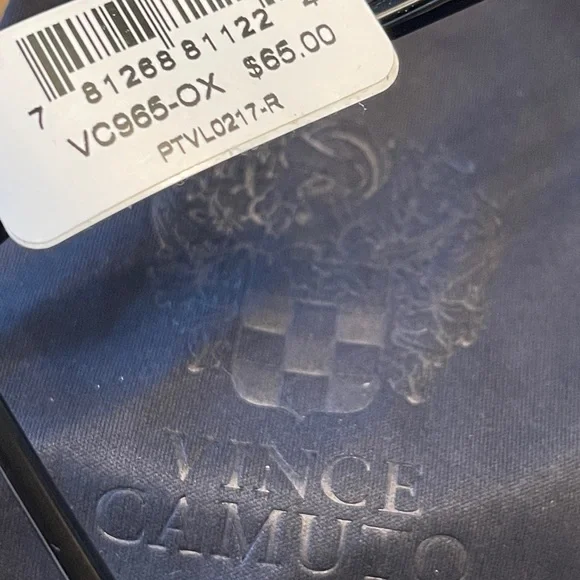 7 81268 81122 4
VC965-OX $65.00
PTVL0217-R
VINCE
CAMUTO